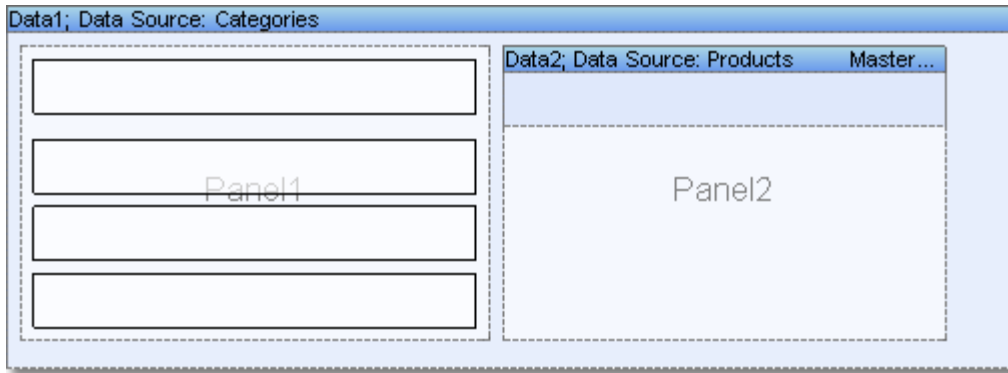 Data1; Data Source: Categories
Data2; Data Source: Products Master...
Panel1
Panel2